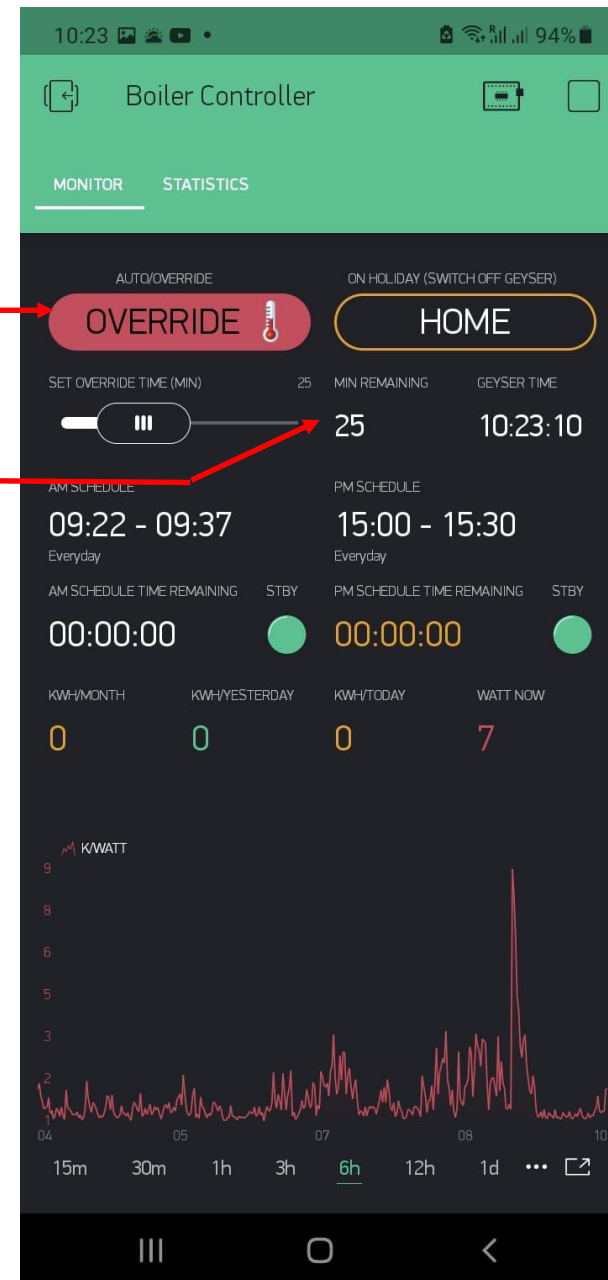 10:23 94%
Boiler Controller
MONITOR STATISTICS
AUTO/OVERRIDE ON HOLIDAY (SWITCH OFF GEYSER)
OVERRIDE HOME
SET OVERRIDE TIME (MIN) 25 MIN REMAINING GEYSER TIME
25 10:23:10
AM SCHEDULE PM SCHEDULE
09:22 - 09:37 15:00 - 15:30
Everyday Everyday
AM SCHEDULE TIME REMAINING STBY PM SCHEDULE TIME REMAINING STBY
00:00:00 00:00:00
KWH/MONTH KWH/YESTERDAY KWH/TODAY WATT NOW
0 0 0 7
K/WATT
9
8
6
5
3
2
1
04 05 07 08 10
15m 30m 1h 3h 6h 12h 1d